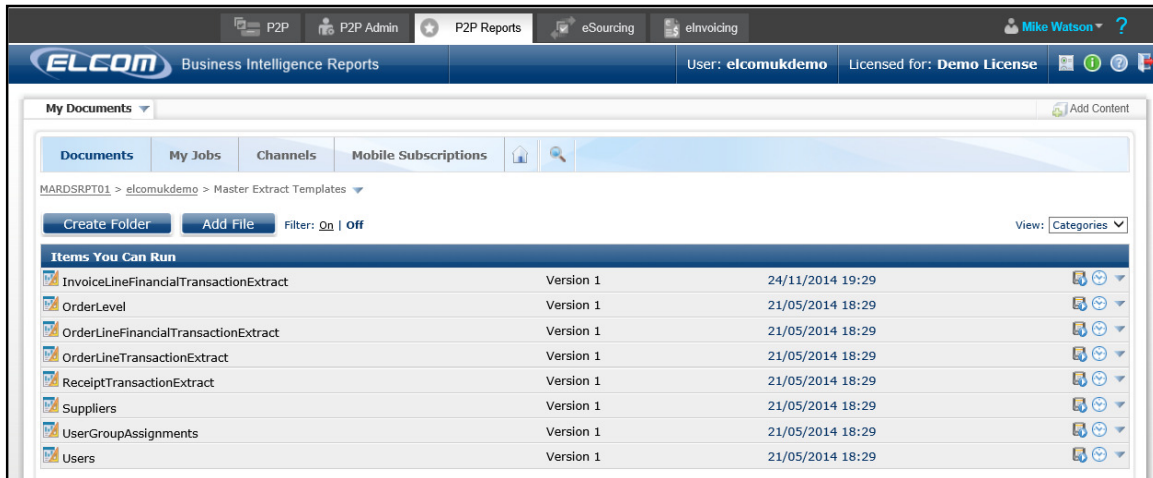 P2P P2P Admin P2P Reports eSourcing eInvoicing Mike Watson ?
ELCOM Business Intelligence Reports User: elcomukdemo Licensed for: Demo License
My Documents Add Content
Documents My Jobs Channels Mobile Subscriptions
MARDSRPT01 > elcomukdemo > Master Extract Templates
Create Folder Add File Filter: On | Off View: Categories
Items You Can Run
InvoiceLineFinancialTransactionExtract Version 1 24/11/2014 19:29
OrderLevel Version 1 21/05/2014 18:29
OrderLineFinancialTransactionExtract Version 1 21/05/2014 18:29
OrderLineTransactionExtract Version 1 21/05/2014 18:29
ReceiptTransactionExtract Version 1 21/05/2014 18:29
Suppliers Version 1 21/05/2014 18:29
UserGroupAssignments Version 1 21/05/2014 18:29
Users Version 1 21/05/2014 18:29